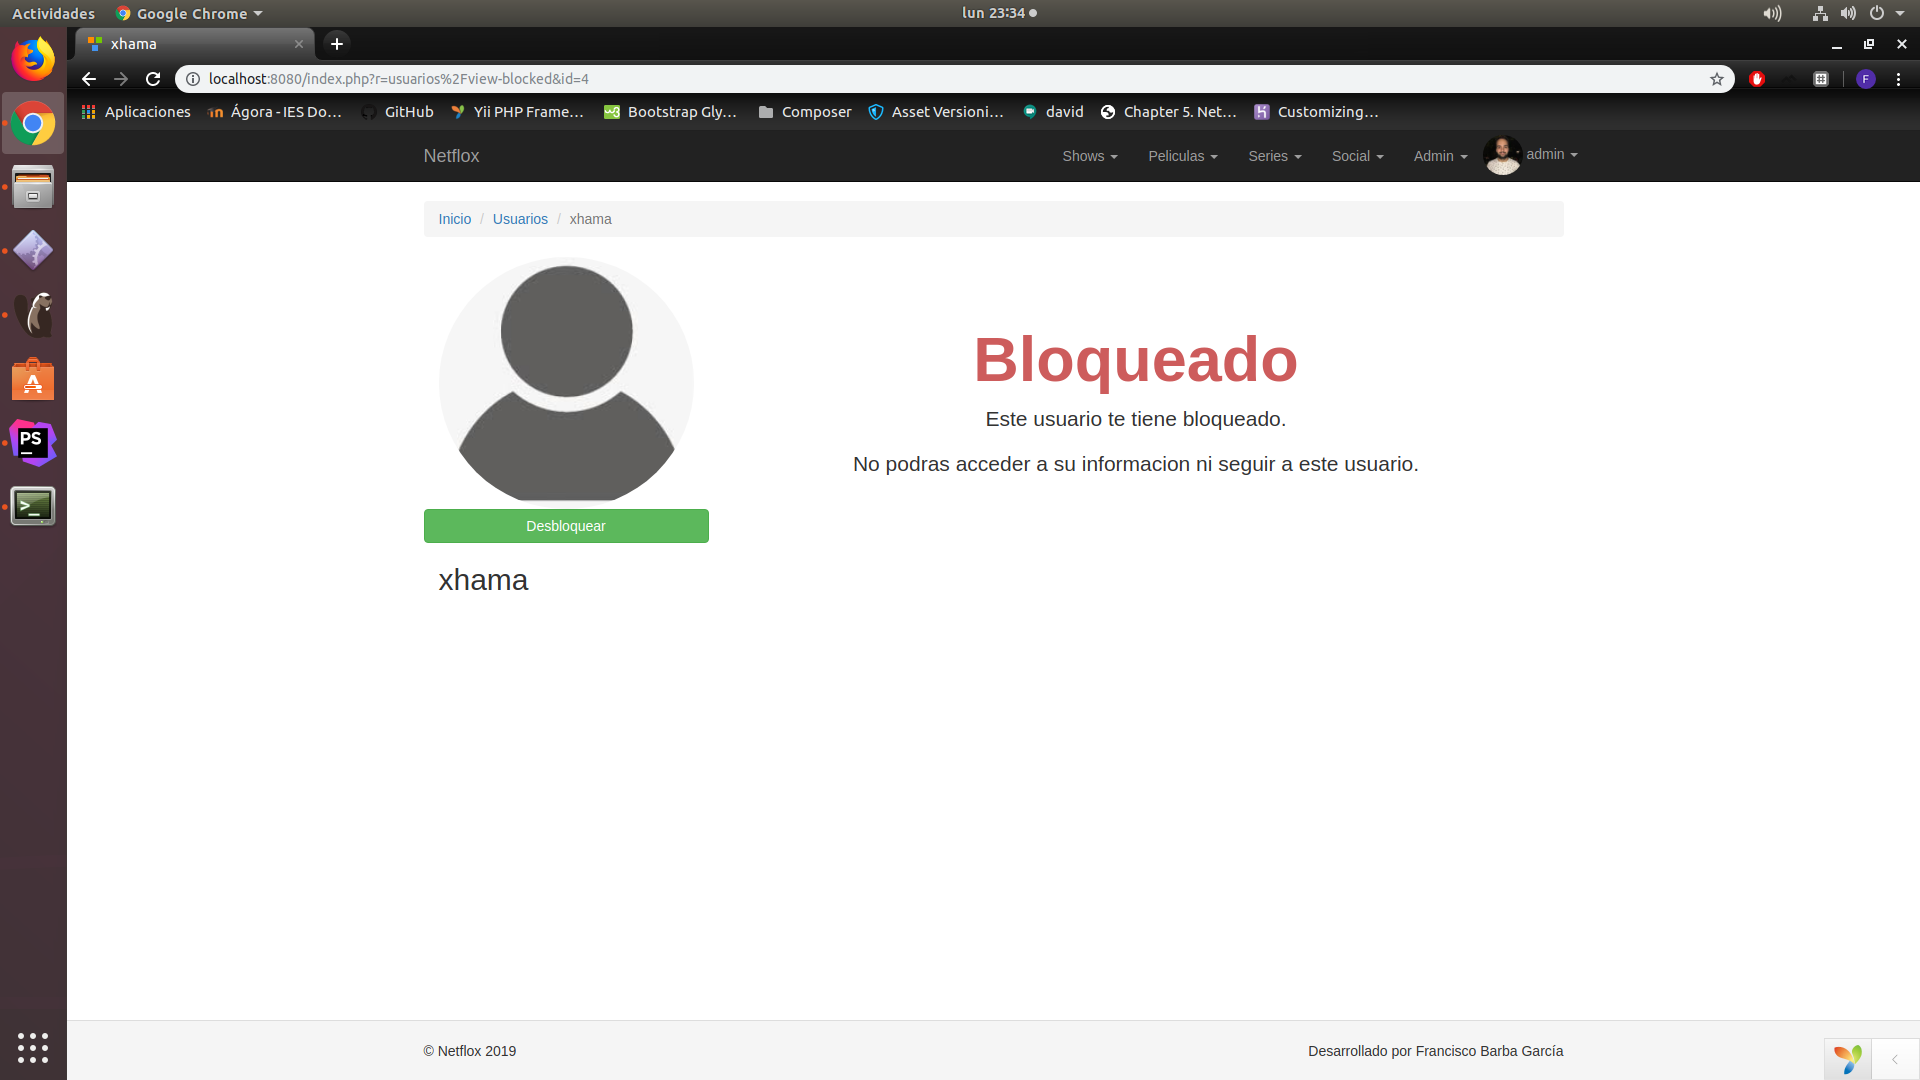 Actividades
Google Chrome
lun 23:34
xhama
localhost:8080/index.php?r=usuarios%2Fview-blocked&id=4
F
Aplicaciones
Ágora - IES Do...
GitHub
Yii PHP Frame...
Bootstrap Gly...
Composer
Asset Versioni...
david
Chapter 5. Net...
Customizing...
Netflox
Shows
Peliculas
Series
Social
Admin
admin
Inicio / Usuarios / xhama
Bloqueado
Este usuario te tiene bloqueado.
No podras acceder a su informacion ni seguir a este usuario.
Desbloquear
xhama
PS
© Netflox 2019
Desarrollado por Francisco Barba García